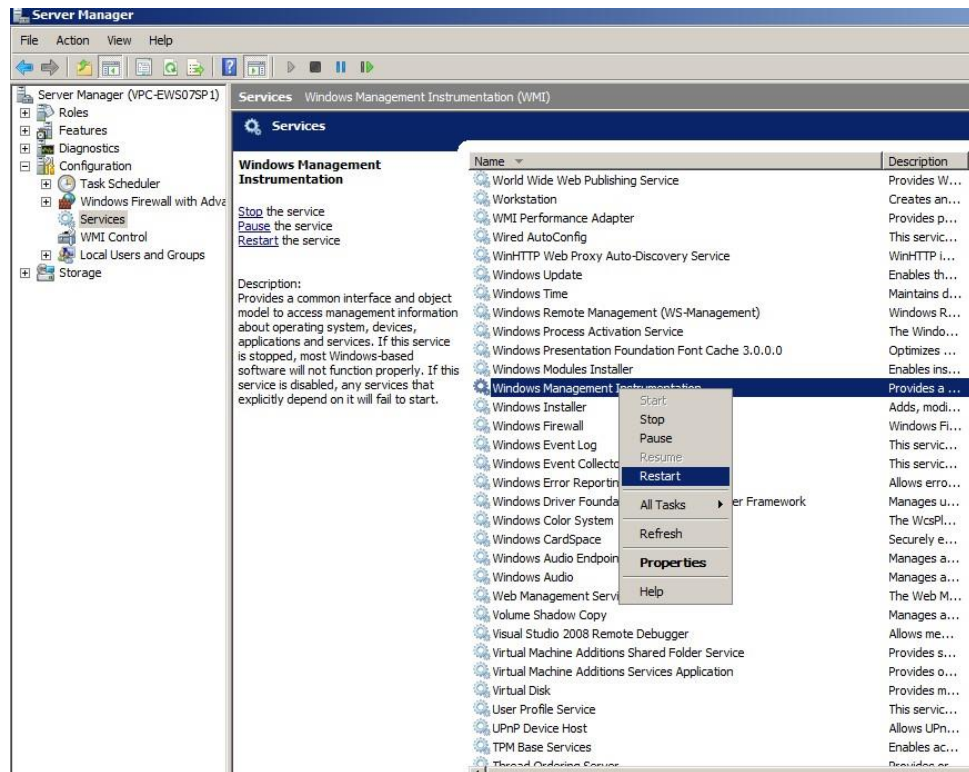 Server Manager
File Action View Help
Server Manager (VPC-EWS07SP1)
Roles
Features
Diagnostics
Configuration
Task Scheduler
Windows Firewall with Adva
Services
WMI Control
Local Users and Groups
Storage
Services Windows Management Instrumentation (WMI)
Services
Windows Management
Instrumentation
Stop the service
Pause the service
Restart the service
Description:
Provides a common interface and object
model to access management information
about operating system, devices,
applications and services. If this service
is stopped, most Windows-based
software will not function properly. If this
service is disabled, any services that
explicitly depend on it will fail to start.
Name Description
World Wide Web Publishing Service Provides W...
Workstation Creates an...
WMI Performance Adapter Provides p...
Wired AutoConfig This servic...
WinHTTP Web Proxy Auto-Discovery Service WinHTTP i...
Windows Update Enables th...
Windows Time Maintains d...
Windows Remote Management (WS-Management) Windows R...
Windows Process Activation Service The Windo...
Windows Presentation Foundation Font Cache 3.0.0.0 Optimizes ...
Windows Modules Installer Enables ins...
Windows Management Instrumentation Provides a ...
Windows Installer Adds, modi...
Windows Firewall Windows Fi...
Windows Event Log This servic...
Windows Event Collecto This servic...
Windows Error Reportin Allows erro...
Windows Driver Founda er Framework Manages u...
Windows Color System The WcsPl...
Windows CardSpace Securely e...
Windows Audio Endpoin Manages a...
Windows Audio Manages a...
Web Management Servi The Web M...
Volume Shadow Copy Manages a...
Visual Studio 2008 Remote Debugger Allows me...
Virtual Machine Additions Shared Folder Service Provides s...
Virtual Machine Additions Services Application Provides o...
Virtual Disk Provides m...
User Profile Service This servic...
UPnP Device Host Allows UPn...
TPM Base Services Enables ac...
Thread Ordering Server Provides or...
Start
Stop
Pause
Resume
Restart
All Tasks
Refresh
Properties
Help